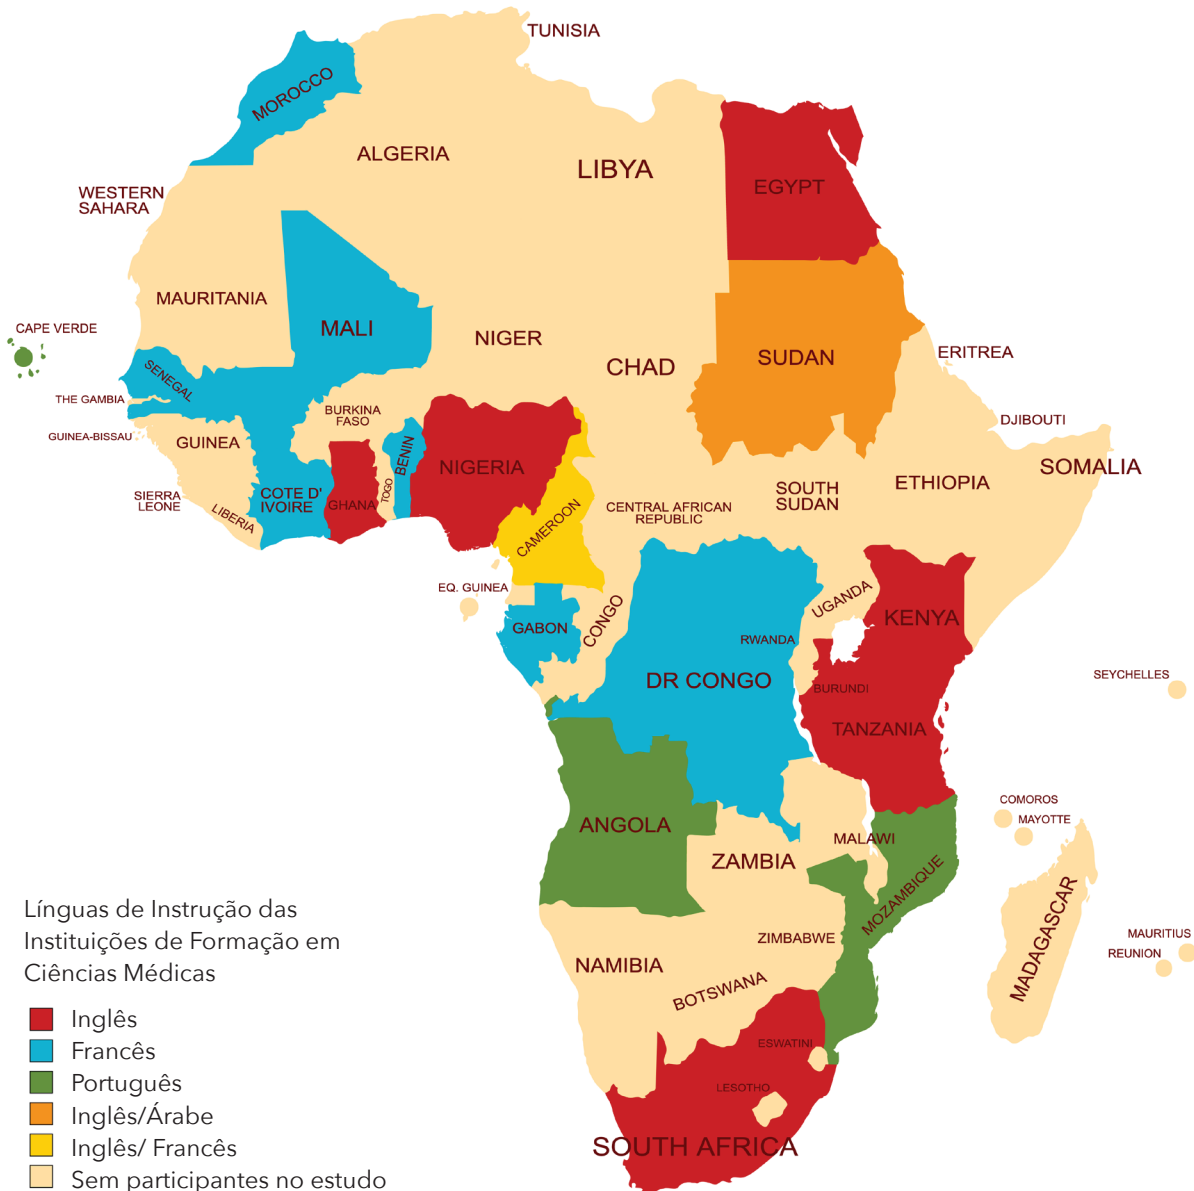 TUNISIA
MOROCCO
ALGERIA
LIBYA
EGYPT
WESTERN
SAHARA
MAURITANIA
MALI
NIGER
CHAD
SUDAN
ERITREA
CAPE VERDE
SENEGAL
THE GAMBIA
GUINEA-BISSAU
GUINEA
BURKINA
FASO
BENIN
NIGERIA
DJIBOUTI
SOMALIA
ETHIOPIA
SOUTH
SUDAN
CENTRAL AFRICAN
REPUBLIC
SIERRA
LEONE
LIBERIA
COTE D'
IVOIRE
GHANA
TOGO
CAMEROON
EQ. GUINEA
GABON
CONGO
UGANDA
KENYA
RWANDA
DR CONGO
BURUNDI
TANZANIA
SEYCHELLES
COMOROS
MAYOTTE
ANGOLA
ZAMBIA
MALAWI
MOZAMBIQUE
MADAGASCAR
MAURITIUS
REUNION
ZIMBABWE
NAMIBIA
BOTSWANA
ESWATINI
LESOTHO
SOUTH AFRICA
Línguas de Instrução das
Instituições de Formação em
Ciências Médicas
Inglês
Francês
Português
Inglês/Árabe
Inglês/ Francês
Sem participantes no estudo